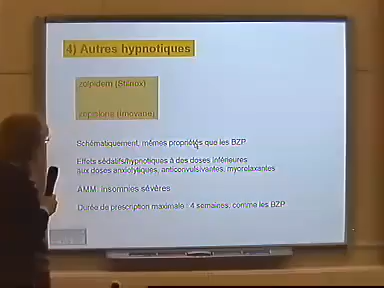 4) Autres hypnotiques
zolpidem (Stilnox)
zopiclone (Imovane)
Schématiquement, mêmes propriétés que les BZP
Effets sédatifs/hypnotiques à des doses inférieures
aux doses anxiolytiques, anticonvulsivantes, myorelaxantes
AMM: insomnies sévères
Durée de prescription maximale : 4 semaines, comme les BZP